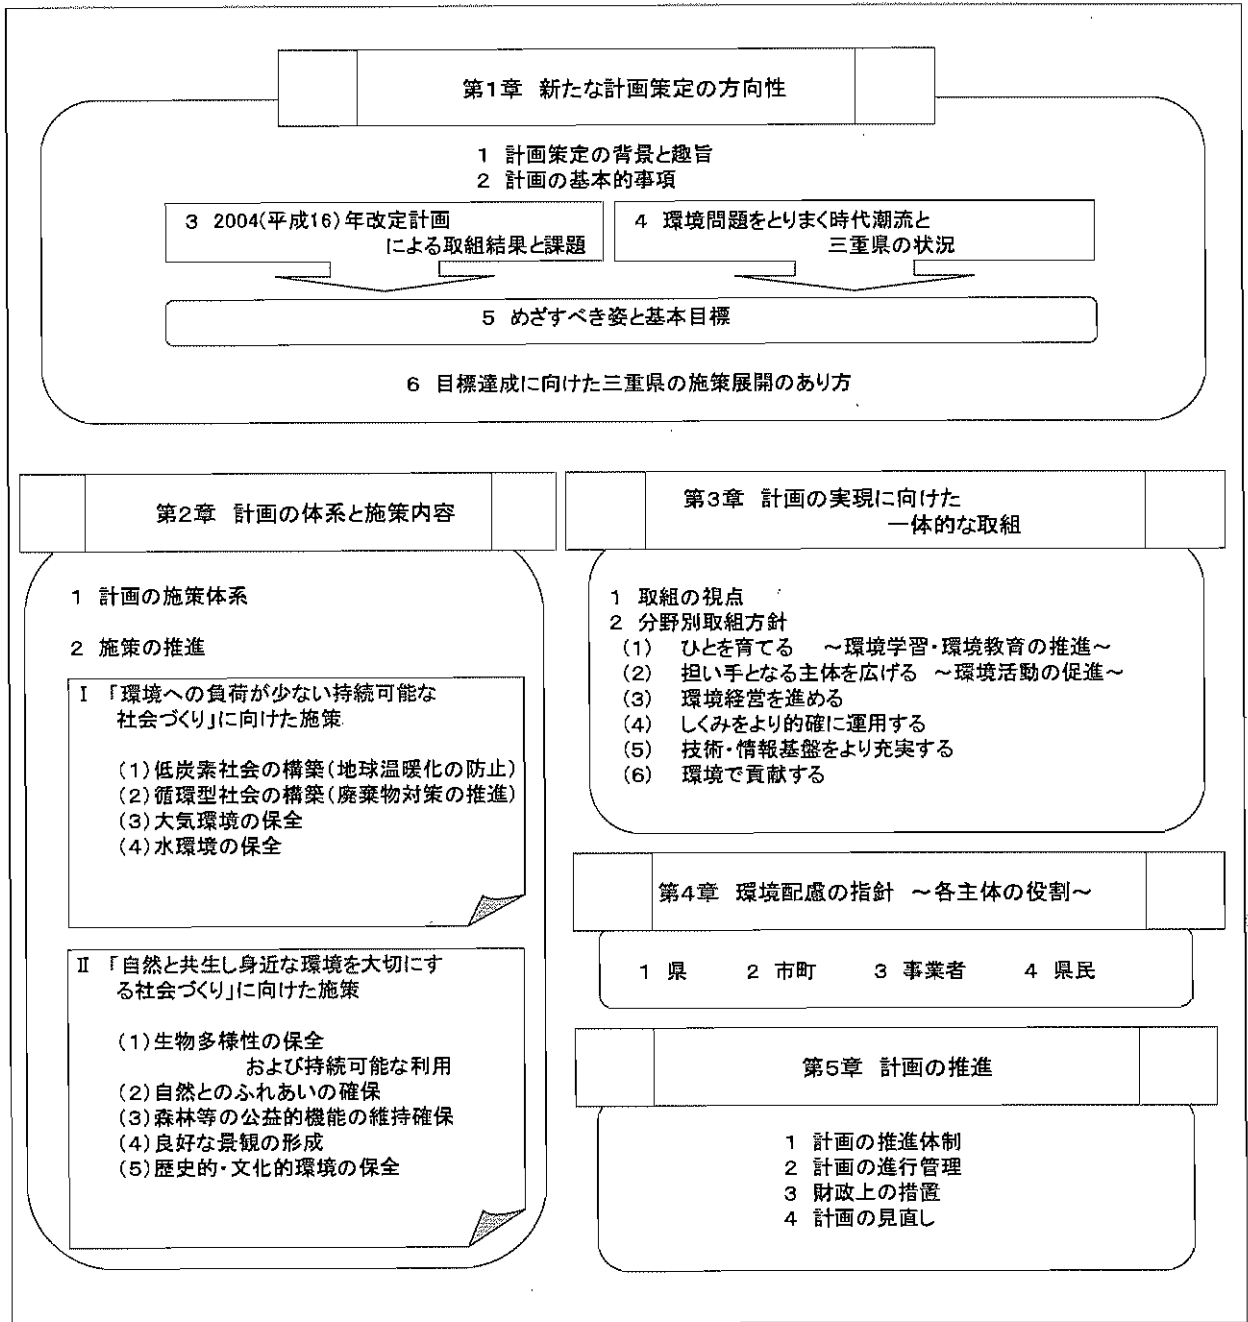 第1章 新たな計画策定の方向性
1 計画策定の背景と趣旨
2 計画の基本的事項
3 2004(平成16)年改定計画
による取組結果と課題
4 環境問題をとりまく時代潮流と
三重県の状況
5 めざすべき姿と基本目標
6 目標達成に向けた三重県の施策展開のあり方
第2章 計画の体系と施策内容
1 計画の施策体系
2 施策の推進
Ⅰ 「環境への負荷が少ない持続可能な
社会づくり」に向けた施策
(1)低炭素社会の構築(地球温暖化の防止)
(2)循環型社会の構築(廃棄物対策の推進)
(3)大気環境の保全
(4)水環境の保全
Ⅱ 「自然と共生し身近な環境を大切にす
る社会づくり」に向けた施策
(1)生物多様性の保全
および持続可能な利用
(2)自然とのふれあいの確保
(3)森林等の公益的機能の維持確保
(4)良好な景観の形成
(5)歴史的・文化的環境の保全
第3章 計画の実現に向けた
一体的な取組
1 取組の視点
2 分野別取組方針
(1) ひとを育てる ～環境学習・環境教育の推進～
(2) 担い手となる主体を広げる ～環境活動の促進～
(3) 環境経営を進める
(4) しくみをより的確に運用する
(5) 技術・情報基盤をより充実する
(6) 環境で貢献する
第4章 環境配慮の指針 ～各主体の役割～
1 県 2 市町 3 事業者 4 県民
第5章 計画の推進
1 計画の推進体制
2 計画の進行管理
3 財政上の措置
4 計画の見直し